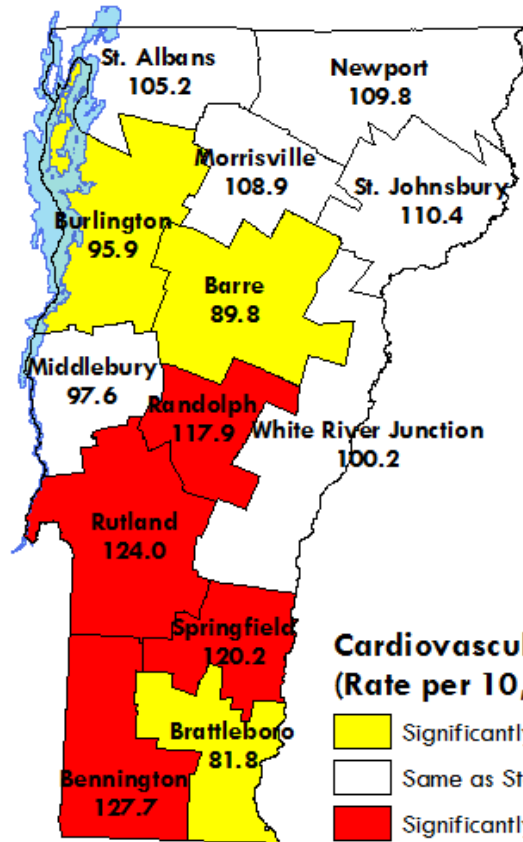 St. Albans
105.2
Newport
109.8
Morrisville
108.9
St. Johnsbury
110.4
Burlington
95.9
Barre
89.8
Middlebury
97.6
Randolph
117.9
White River Junction
100.2
Rutland
124.0
Springfield
120.2
Brattleboro
81.8
Bennington
127.7
Cardiovascul
(Rate per 10,
Significantl
Same as St
Significantl